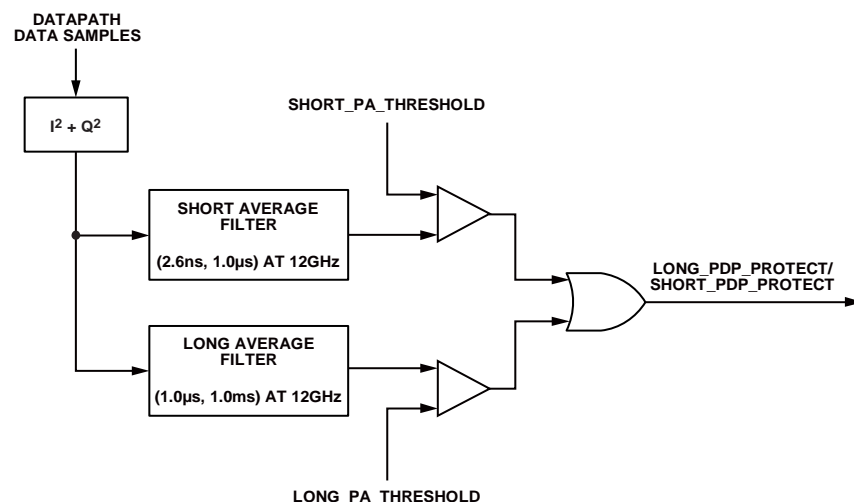 DATAPATH
DATA SAMPLES
I² + Q²
SHORT_PA_THRESHOLD
SHORT AVERAGE
FILTER
(2.6ns, 1.0µs) AT 12GHz
LONG_PDP_PROTECT/
SHORT_PDP_PROTECT
LONG AVERAGE
FILTER
(1.0µs, 1.0ms) AT 12GHz
LONG_PA_THRESHOLD